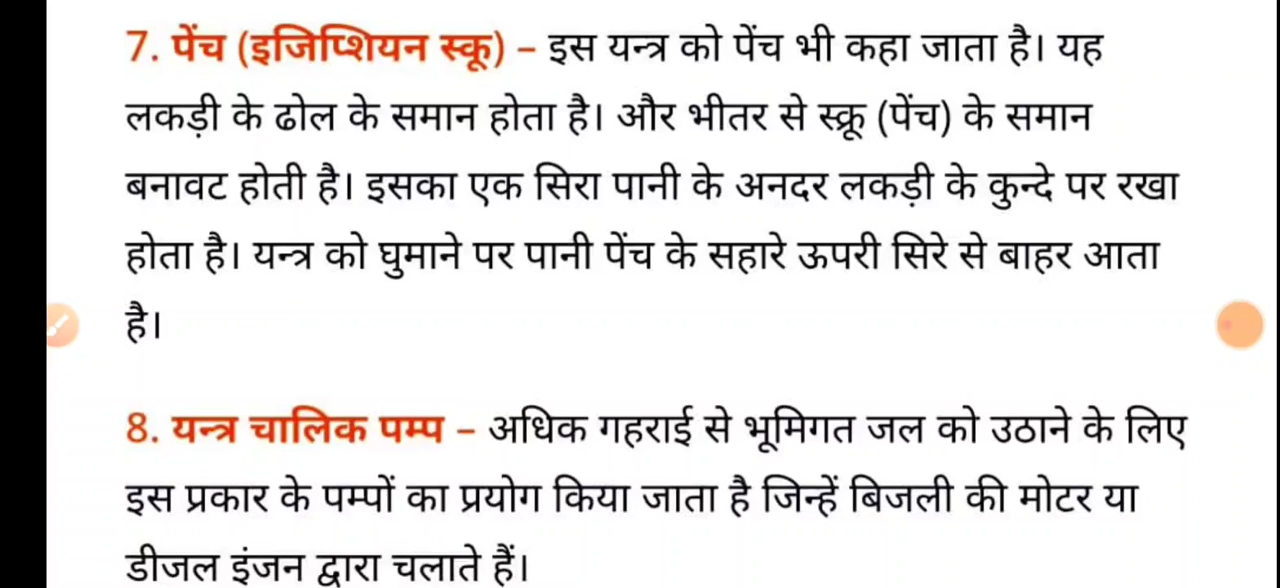 7. पेंच (इजिप्शियन स्कू) – इस यन्त्र को पेंच भी कहा जाता है। यह
लकड़ी के ढोल के समान होता है। और भीतर से स्क्रू (पेंच) के समान
बनावट होती है। इसका एक सिरा पानी के अनदर लकड़ी के कुन्दे पर रखा
होता है। यन्त्र को घुमाने पर पानी पेंच के सहारे ऊपरी सिरे से बाहर आता
है।
8. यन्त्र चालिक पम्प – अधिक गहराई से भूमिगत जल को उठाने के लिए
इस प्रकार के पम्पों का प्रयोग किया जाता है जिन्हें बिजली की मोटर या
डीजल इंजन द्वारा चलाते हैं।